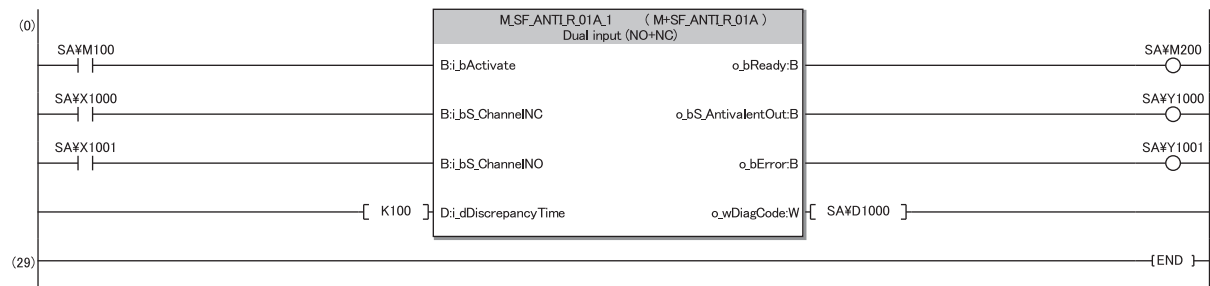 (0)
M_SF_ANTI_R_01A_1 ( M+SF_ANTI_R_01A )
Dual input (NO+NC)
SA¥M100
B:i_bActivate o_bReady:B
SA¥M200
SA¥X1000
B:i_bS_ChannelNC o_bS_AntivalentOut:B
SA¥Y1000
SA¥X1001
B:i_bS_ChannelNO o_bError:B
SA¥Y1001
[ K100 ] D:i_dDiscrepancyTime o_wDiagCode:W [ SA¥D1000 ]
(29) [END ]